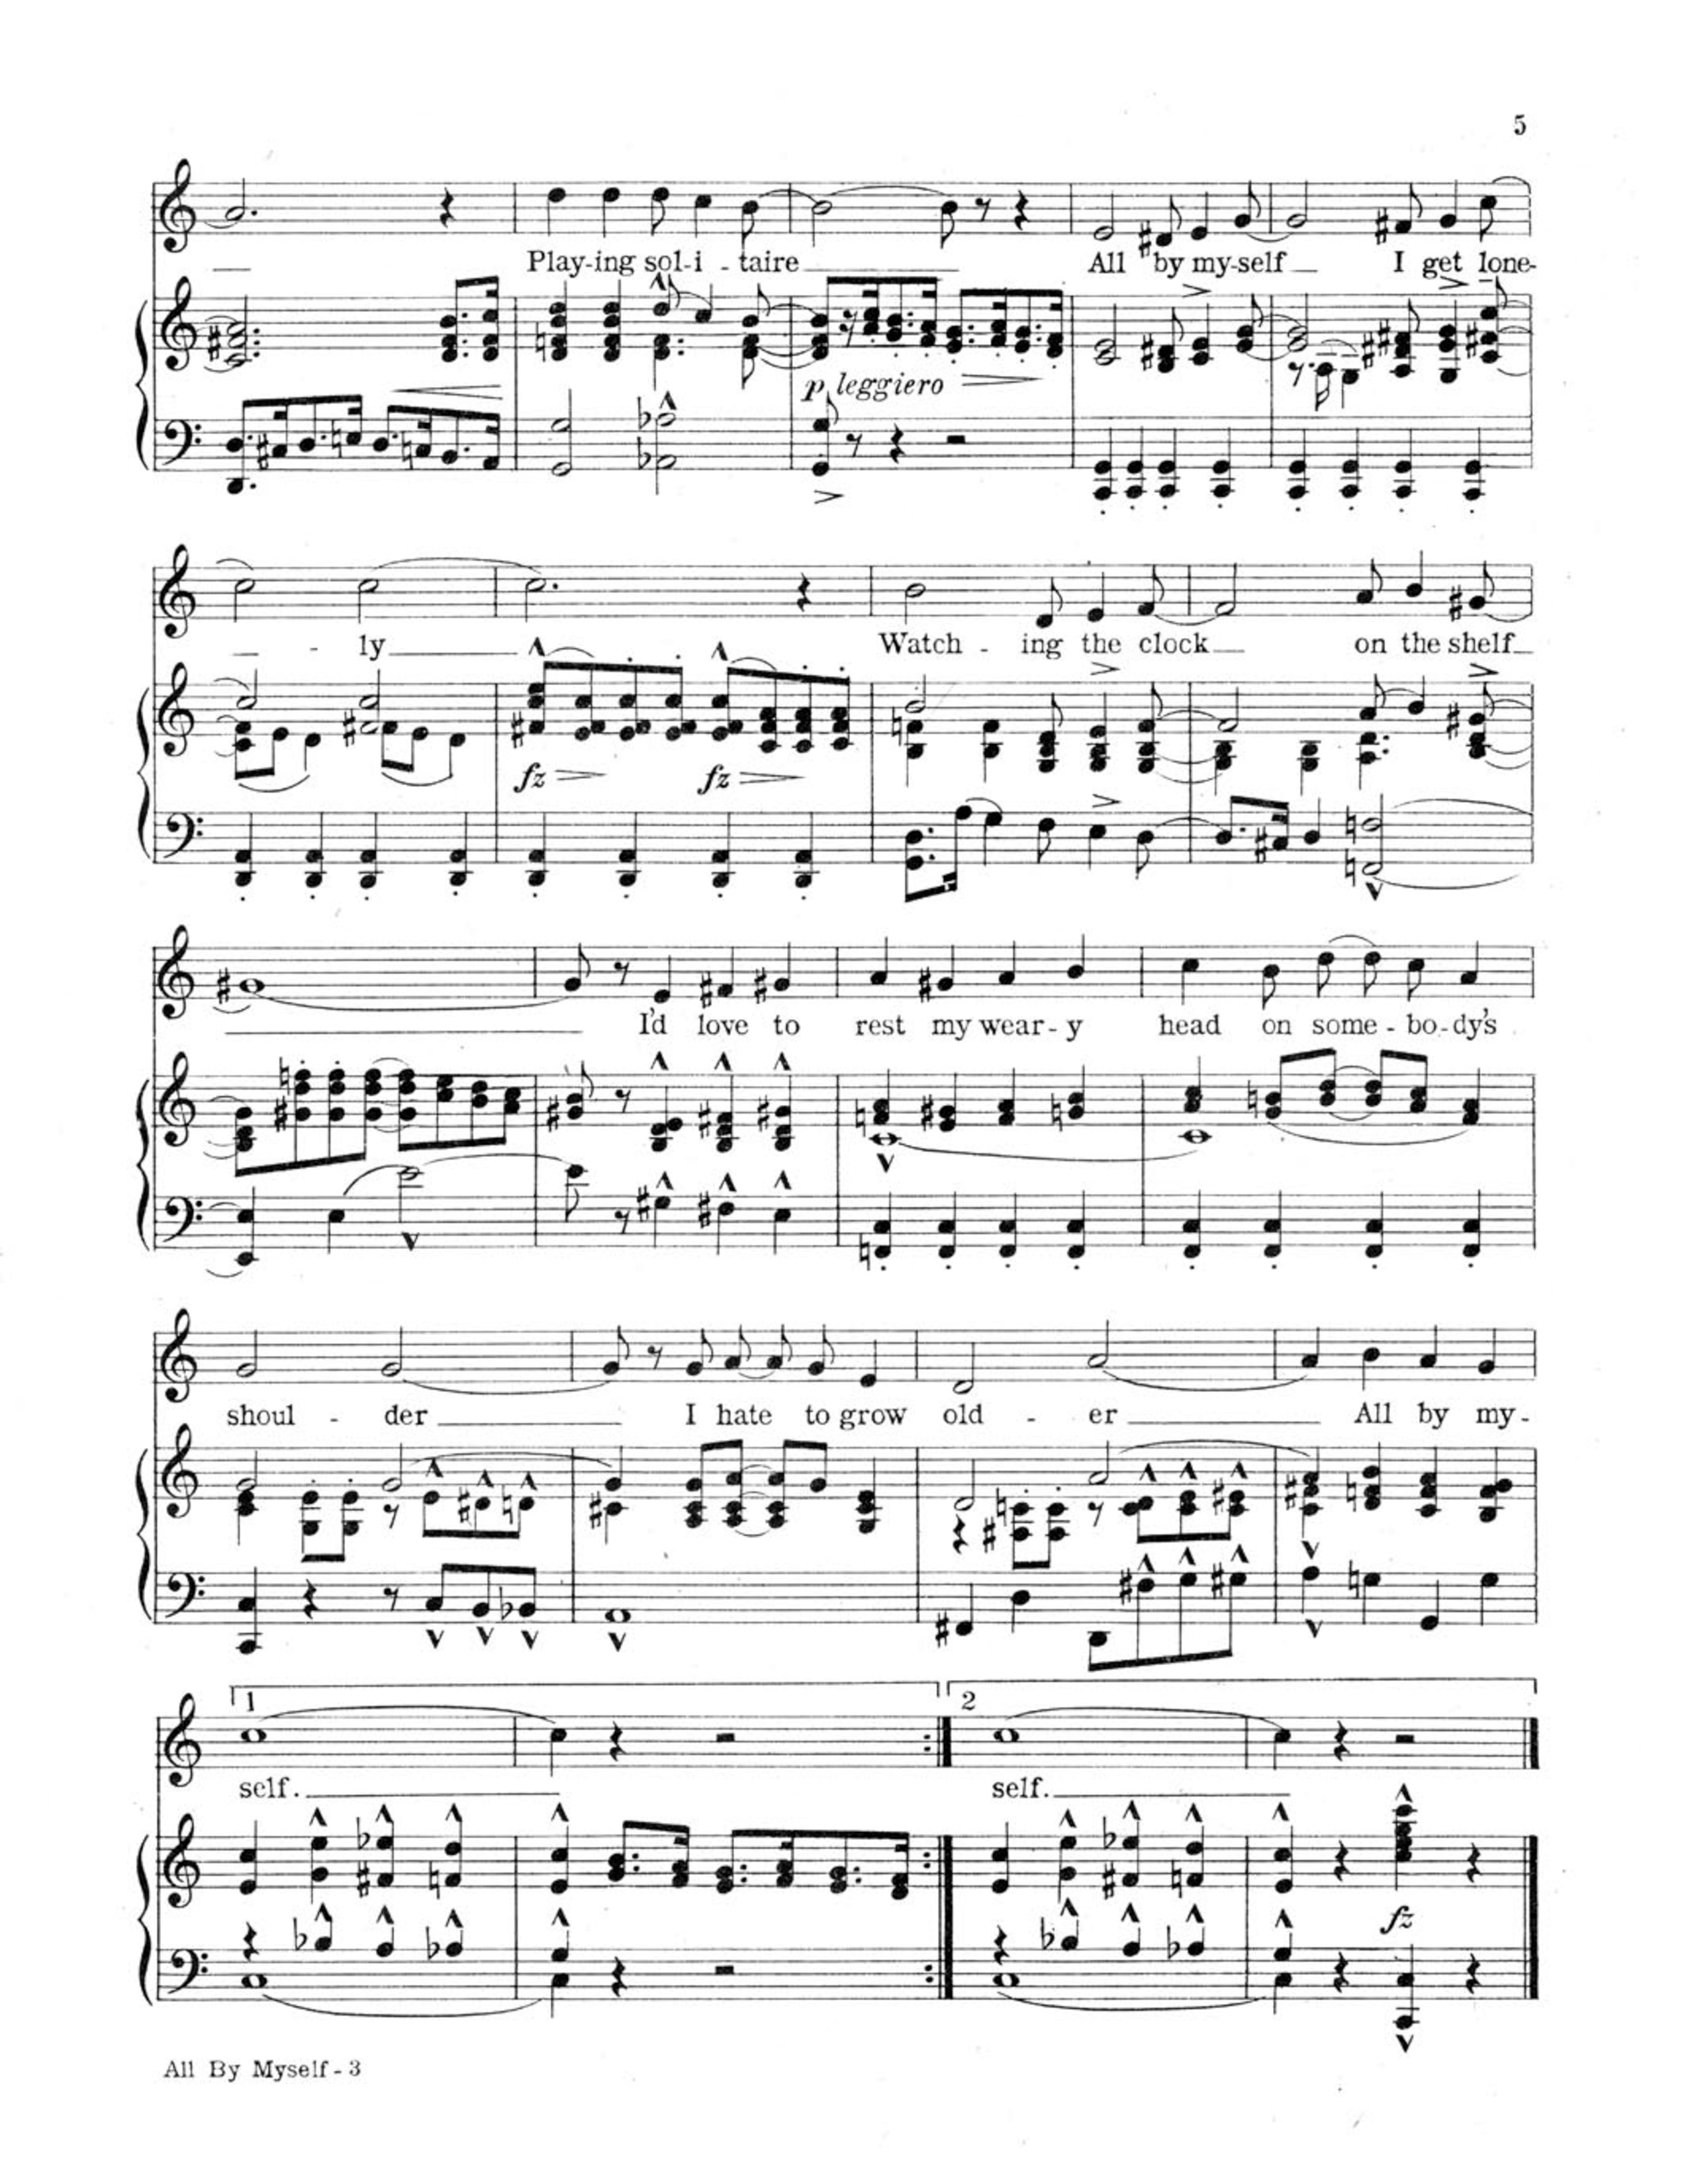 5
Play-ing sol-i - taire All by my-self I get lone-
p leggiero
- ly Watch - ing the clock on the shelf
fz fz
I'd love to rest my wear-y head on some - bo-dy's
shoul - der I hate to grow old - er All by my-
1 2
self. self.
fz
All By Myself - 3